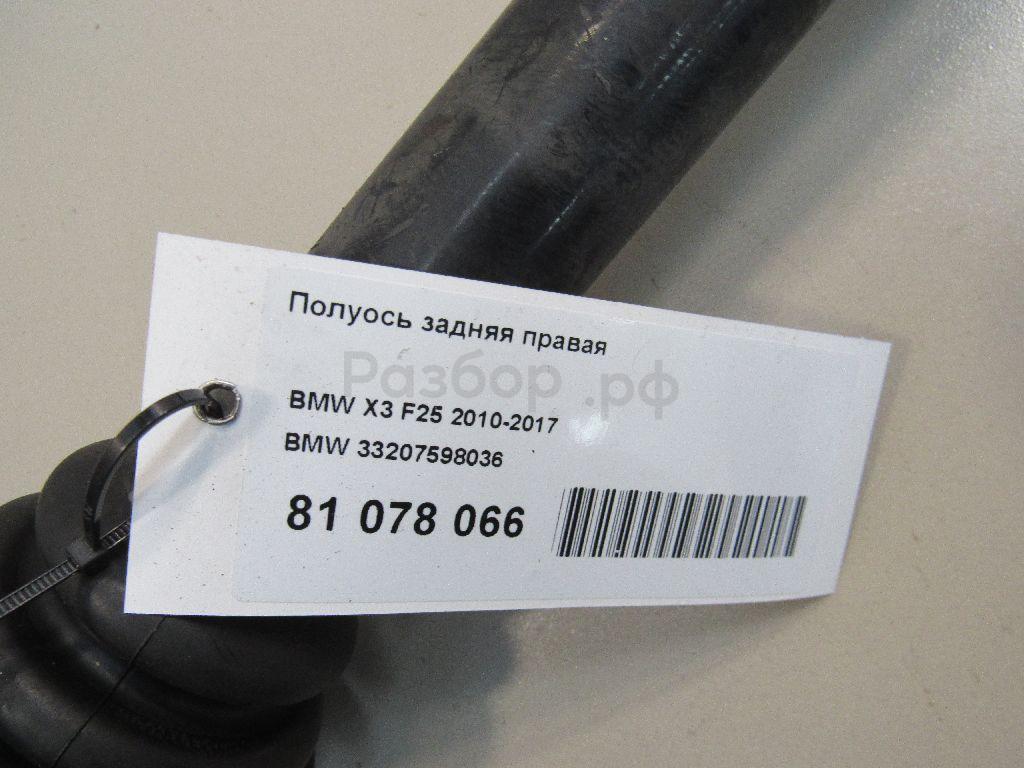 Полуось задняя правая
Разбор.рф
BMW X3 F25 2010-2017
BMW 33207598036
81 078 066